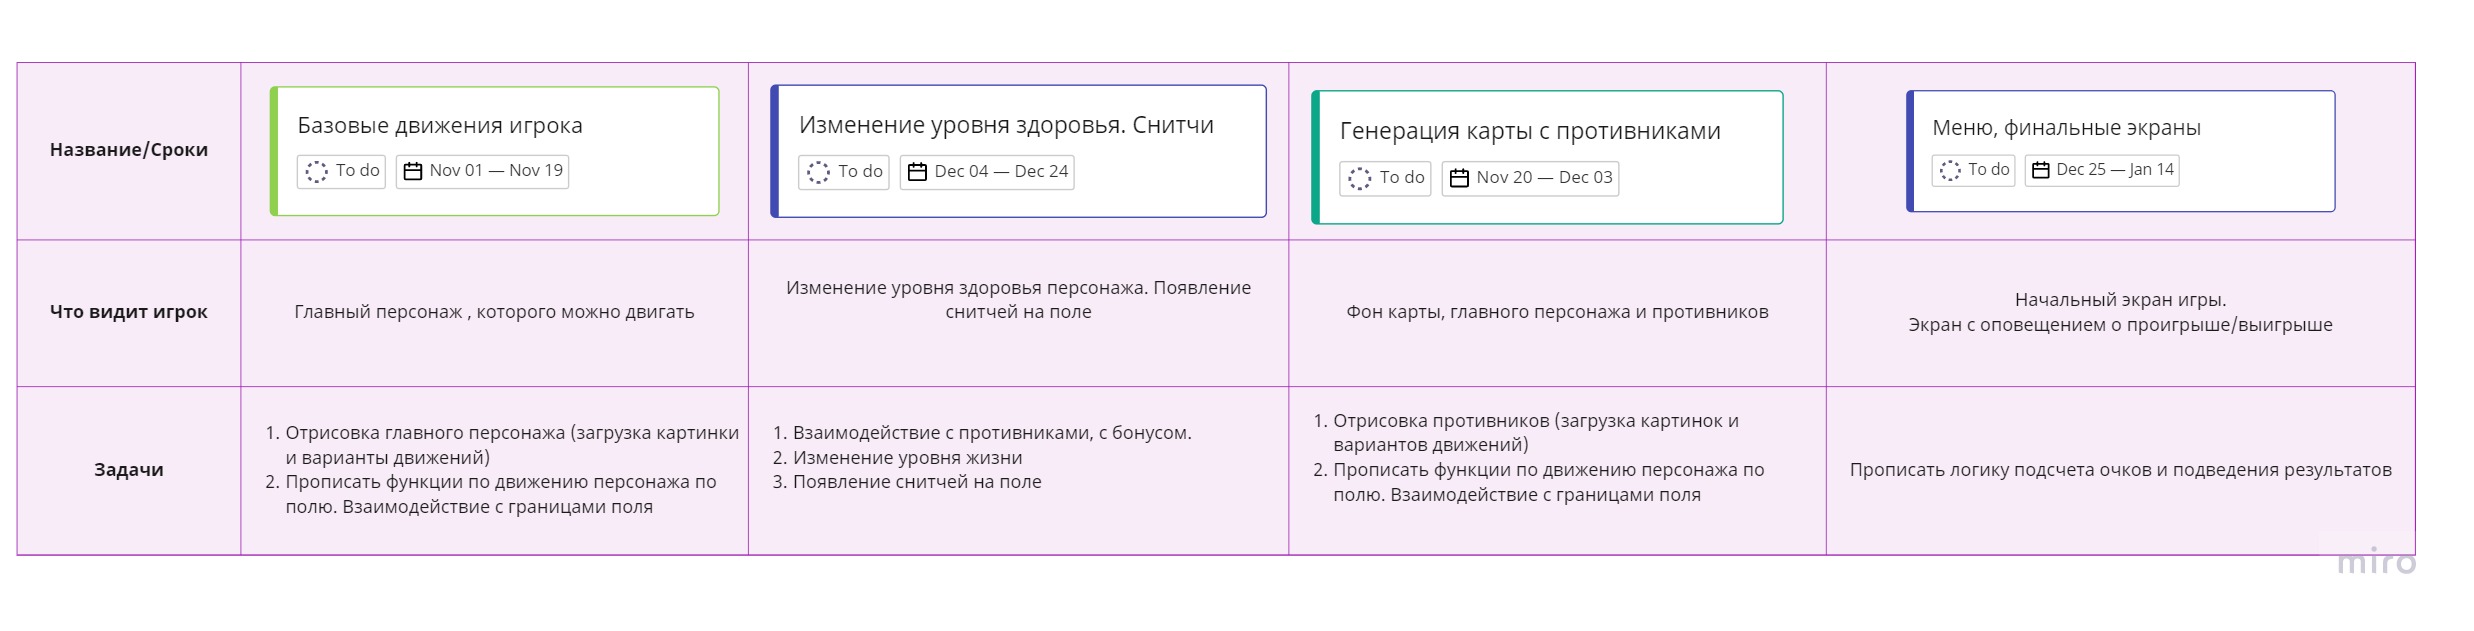 Название/Сроки
Базовые движения игрока
To do
Nov 01 — Nov 19
Изменение уровня здоровья. Снитчи
To do
Dec 04 — Dec 24
Генерация карты с противниками
To do
Nov 20 — Dec 03
Меню, финальные экраны
To do
Dec 25 — Jan 14
Что видит игрок
Главный персонаж , которого можно двигать
Изменение уровня здоровья персонажа. Появление
снитчей на поле
Фон карты, главного персонажа и противников
Начальный экран игры.
Экран с оповещением о проигрыше/выигрыше
Задачи
1. Отрисовка главного персонажа (загрузка картинки
и варианты движений)
2. Прописать функции по движению персонажа по
полю. Взаимодействие с границами поля
1. Взаимодействие с противниками, с бонусом.
2. Изменение уровня жизни
3. Появление снитчей на поле
1. Отрисовка противников (загрузка картинок и
вариантов движений)
2. Прописать функции по движению персонажа по
полю. Взаимодействие с границами поля
Прописать логику подсчета очков и подведения результатов
miro